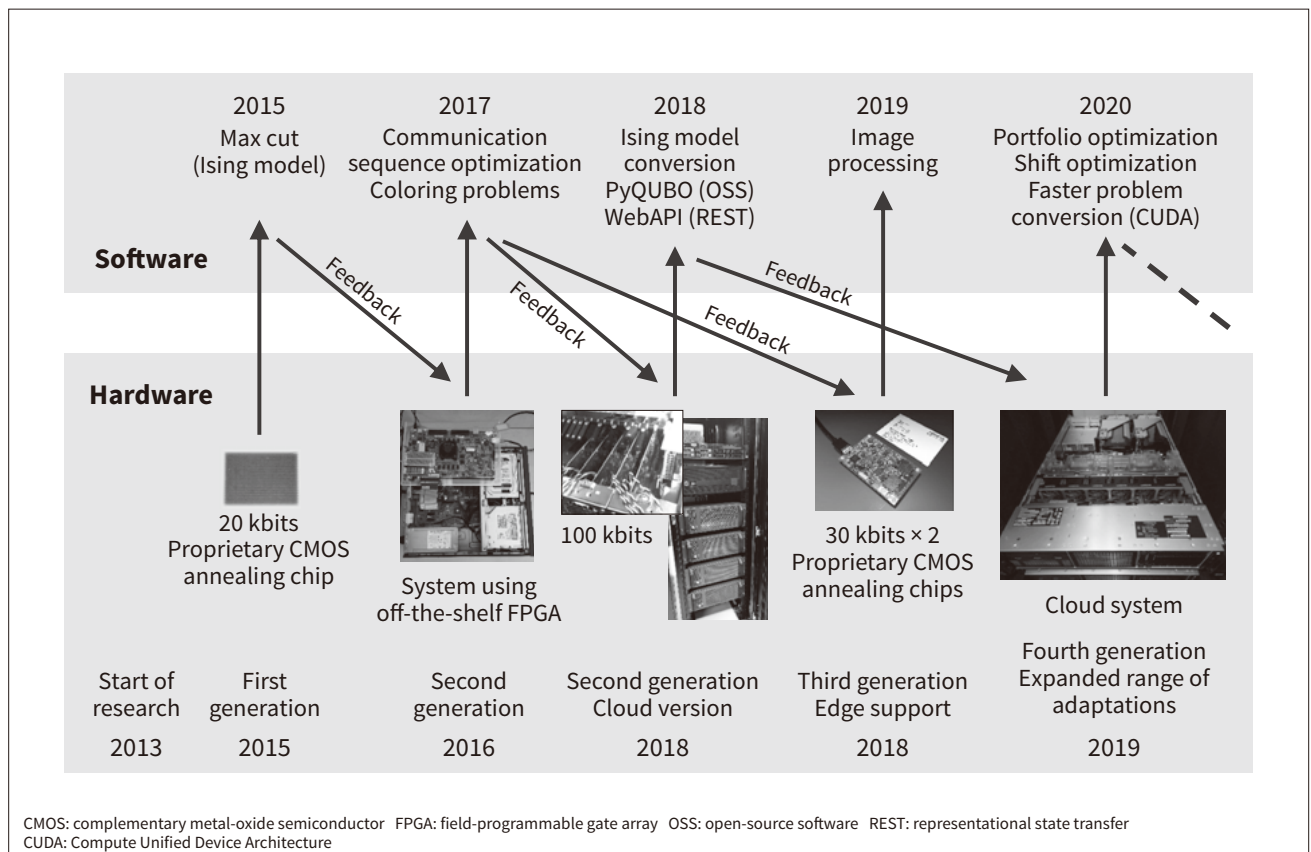 2015
Max cut
(Ising model)
2017
Communication
sequence optimization
Coloring problems
2018
Ising model
conversion
PyQUBO (OSS)
WebAPI (REST)
2019
Image
processing
2020
Portfolio optimization
Shift optimization
Faster problem
conversion (CUDA)
Software
Feedback
Feedback
Feedback
Feedback
Hardware
20 kbits
Proprietary CMOS
annealing chip
System using
off-the-shelf FPGA
100 kbits
30 kbits × 2
Proprietary CMOS
annealing chips
Cloud system
Start of
research
2013
First
generation
2015
Second
generation
2016
Second generation
Cloud version
2018
Third generation
Edge support
2018
Fourth generation
Expanded range of
adaptations
2019
CMOS: complementary metal-oxide semiconductor FPGA: field-programmable gate array OSS: open-source software REST: representational state transfer
CUDA: Compute Unified Device Architecture